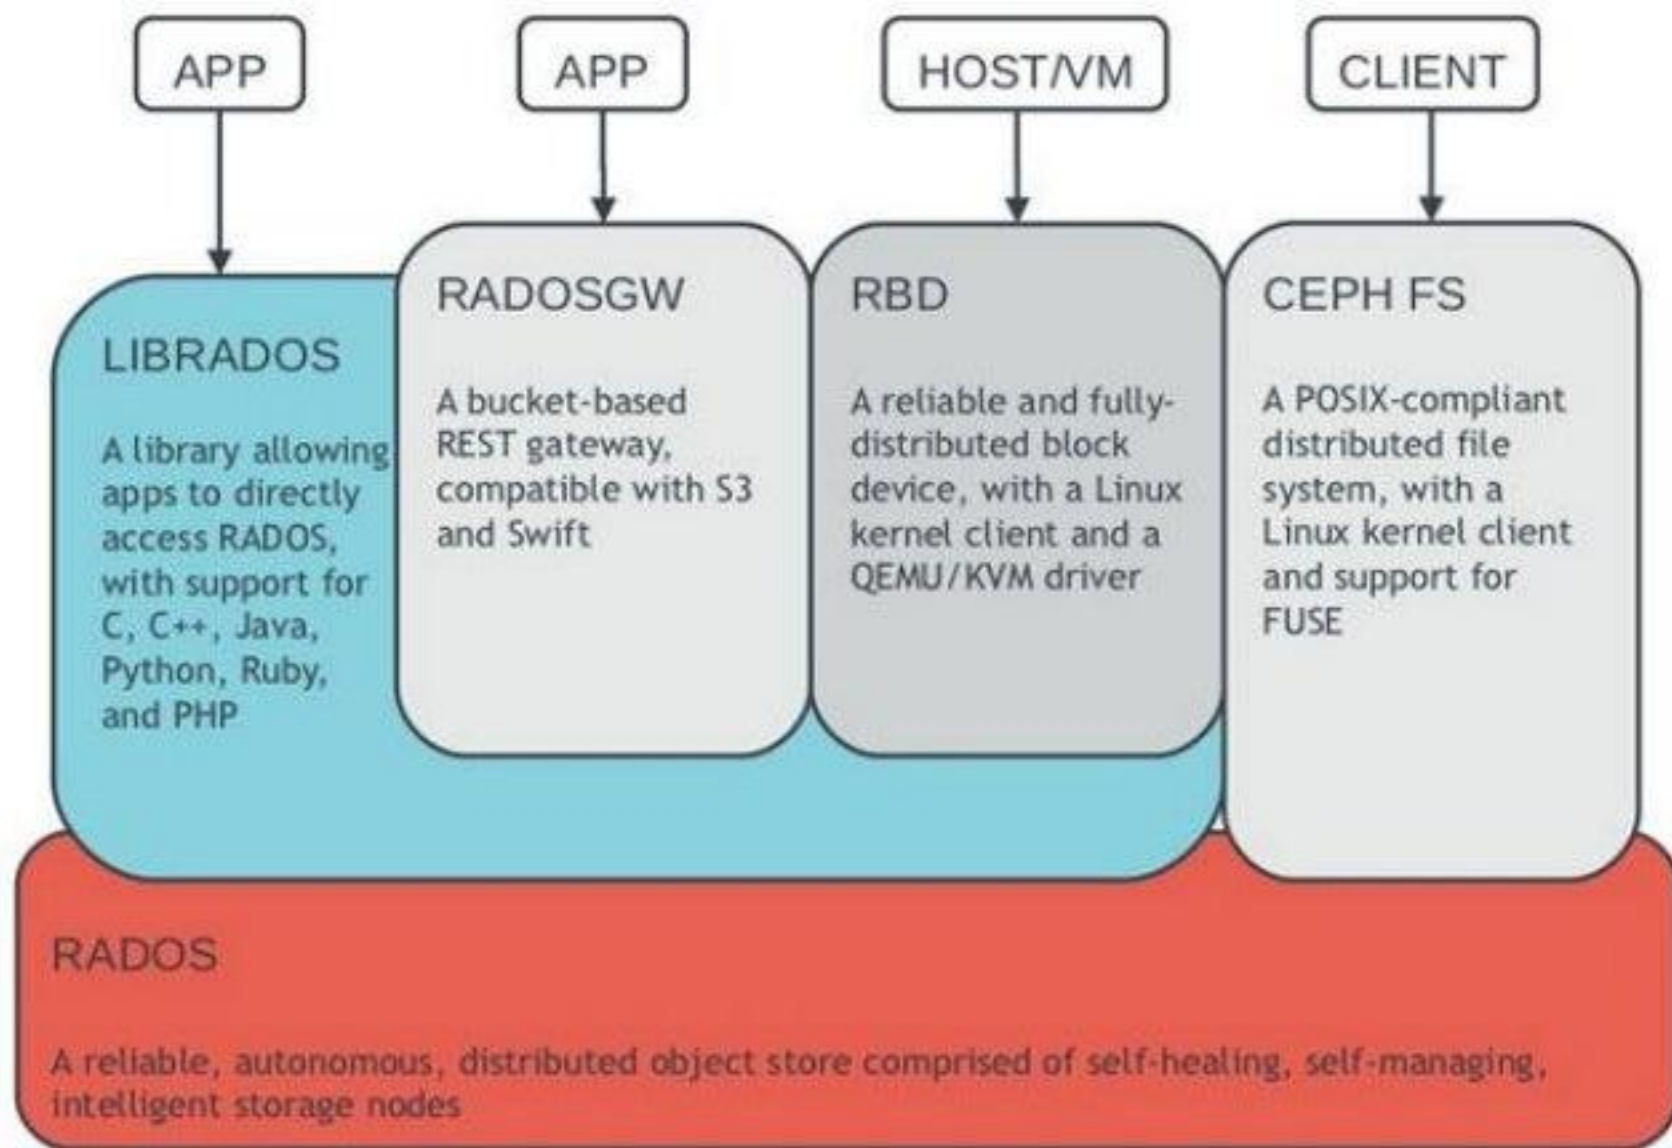 APP
APP
HOST/VM
CLIENT
LIBRADOS
A library allowing
apps to directly
access RADOS,
with support for
C, C++, Java,
Python, Ruby,
and PHP
RADOSGW
A bucket-based
REST gateway,
compatible with S3
and Swift
RBD
A reliable and fully-
distributed block
device, with a Linux
kernel client and a
QEMU/KVM driver
CEPH FS
A POSIX-compliant
distributed file
system, with a
Linux kernel client
and support for
FUSE
RADOS
A reliable, autonomous, distributed object store comprised of self-healing, self-managing,
intelligent storage nodes